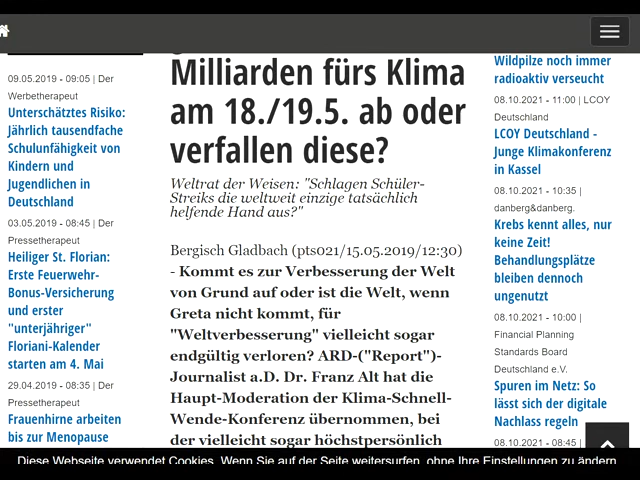 09.05.2019 - 09:05 | Der
Werbetherapeut
Unterschätztes Risiko:
Jährlich tausendfache
Schulunfähigkeit von
Kindern und
Jugendlichen in
Deutschland
03.05.2019 - 08:45 | Der
Pressetherapeut
Heiliger St. Florian:
Erste Feuerwehr-
Bonus-Versicherung
und erster
"unterjähriger"
Floriani-Kalender
starten am 4. Mai
29.04.2019 - 08:35 | Der
Pressetherapeut
Frauenhirne arbeiten
bis zur Menopause
Milliarden fürs Klima
am 18./19.5. ab oder
verfallen diese?
Weltrat der Weisen: "Schlagen Schüler-
Streiks die weltweit einzige tatsächlich
helfende Hand aus?"
Bergisch Gladbach (pts021/15.05.2019/12:30)
- Kommt es zur Verbesserung der Welt
von Grund auf oder ist die Welt, wenn
Greta nicht kommt, für
"Weltverbesserung" vielleicht sogar
endgültig verloren? ARD-("Report")-
Journalist a.D. Dr. Franz Alt hat die
Haupt-Moderation der Klima-Schnell-
Wende-Konferenz übernommen, bei
der vielleicht sogar höchstpersönlich
Wildpilze noch immer
radioaktiv verseucht
08.10.2021 - 11:00 | LCOY
Deutschland
LCOY Deutschland -
Junge Klimakonferenz
in Kassel
08.10.2021 - 10:35 |
danberg&danberg.
Krebs kennt alles, nur
keine Zeit!
Behandlungsplätze
bleiben dennoch
ungenutzt
08.10.2021 - 10:00 |
Financial Planning
Standards Board
Deutschland e.V.
Spuren im Netz: So
lässt sich der digitale
Nachlass regeln
08.10.2021 - 08:45 |
Diese Webseite verwendet Cookies. Wenn Sie auf der Seite weitersurfen, ohne Ihre Einstellungen zu ändern,